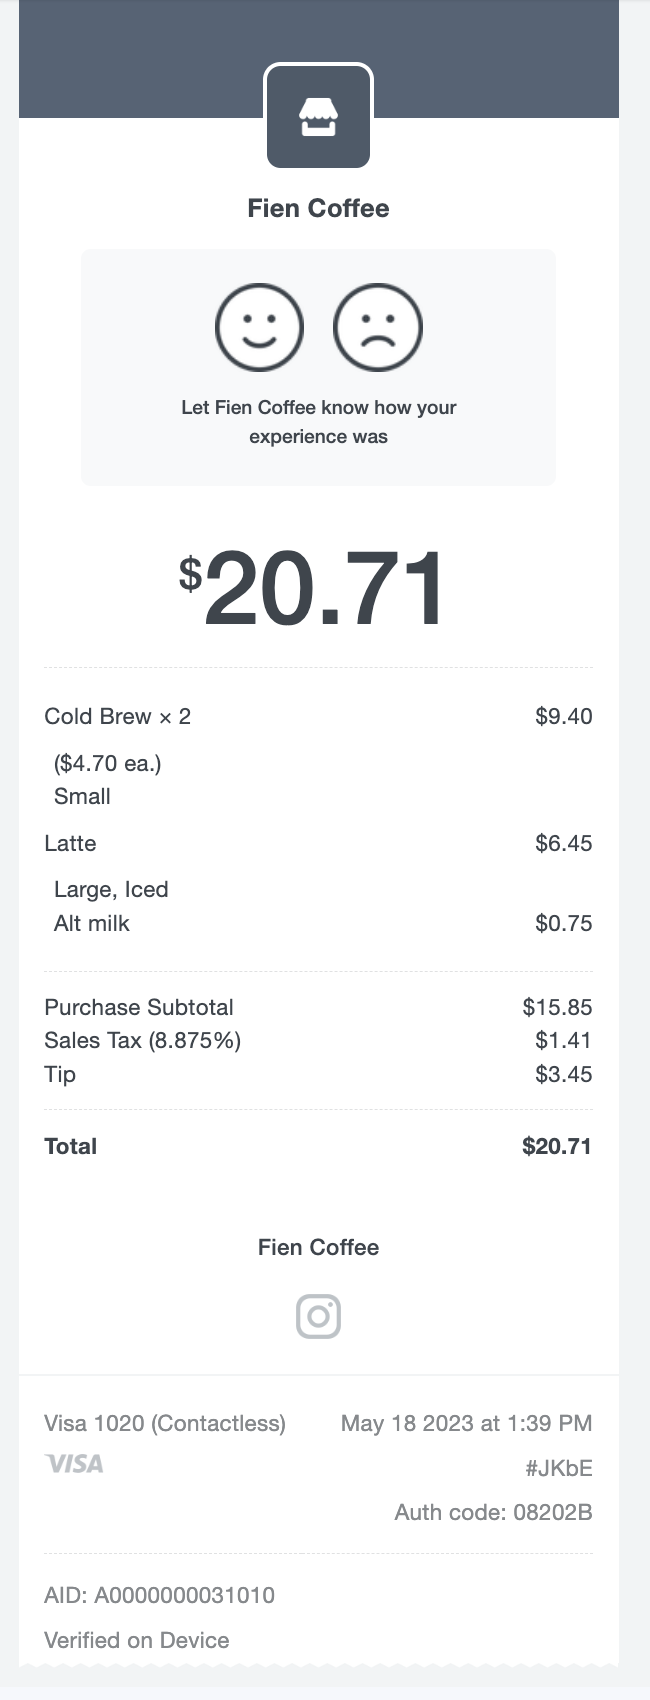 Fien Coffee
Let Fien Coffee know how your
experience was
$20.71
Cold Brew × 2 $9.40
($4.70 ea.)
Small
Latte $6.45
Large, Iced
Alt milk $0.75
Purchase Subtotal $15.85
Sales Tax (8.875%) $1.41
Tip $3.45
Total $20.71
Fien Coffee
Visa 1020 (Contactless) May 18 2023 at 1:39 PM
VISA #JKbE
Auth code: 08202B
AID: A0000000031010
Verified on Device